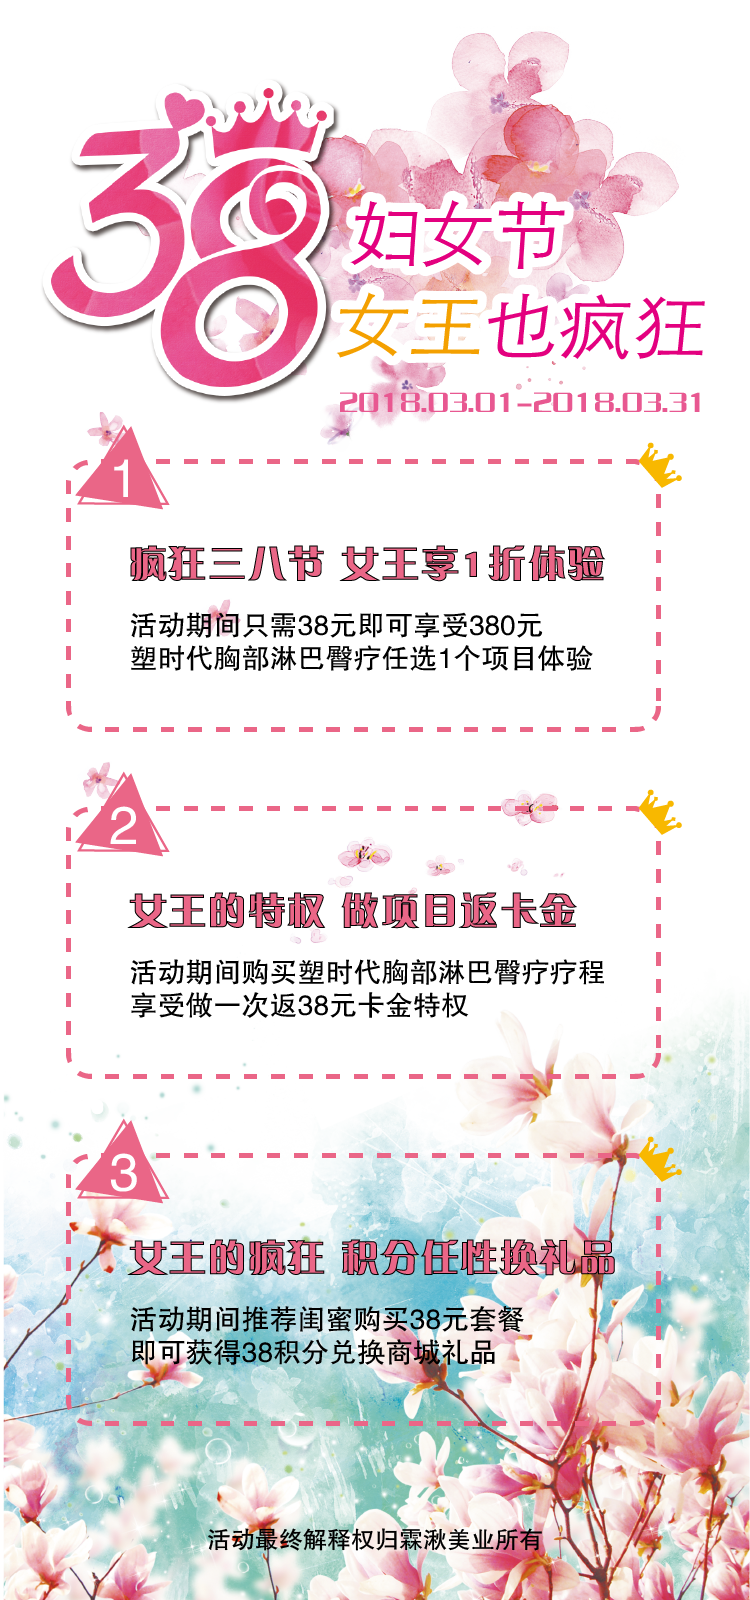 38
妇女节
女王也疯狂
2018.03.01-2018.03.31
1
疯狂三八节 女王享1折体验
活动期间只需38元即可享受380元
塑时代胸部淋巴臀疗任选1个项目体验
2
女王的特权 做项目返卡金
活动期间购买塑时代胸部淋巴臀疗疗程
享受做一次返38元卡金特权
3
女王的疯狂 积分任性换礼品
活动期间推荐闺蜜购买38元套餐
即可获得38积分兑换商城礼品
活动最终解释权归霖湫美业所有